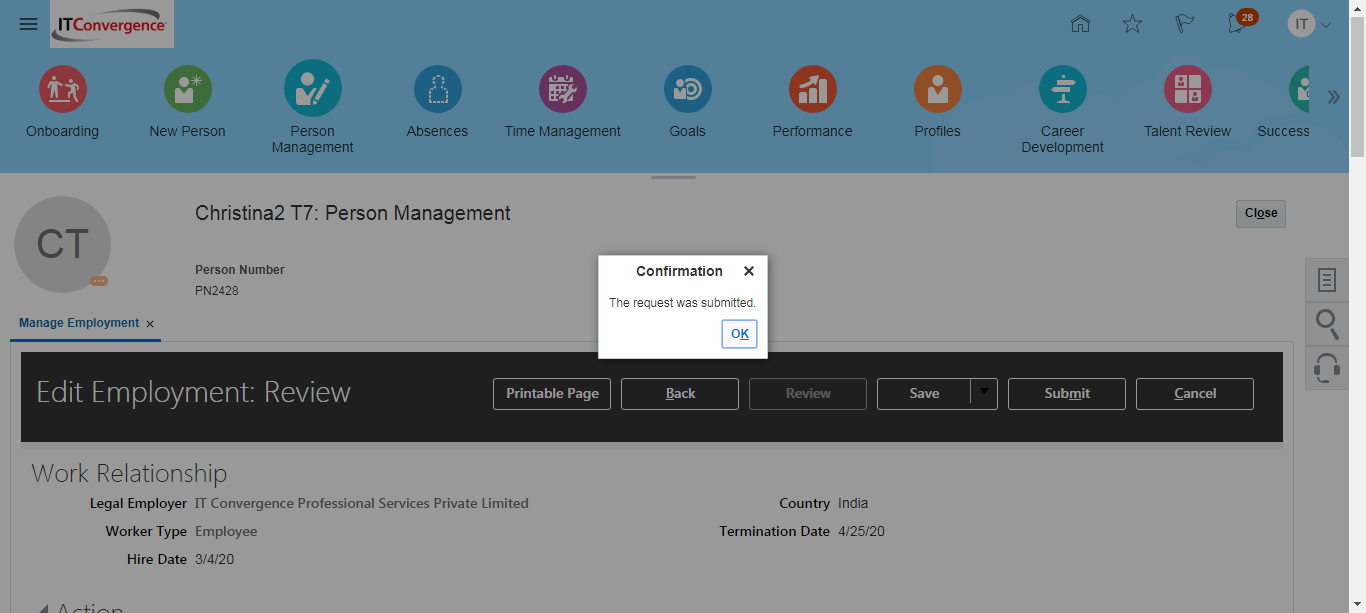 ITConvergence
28
IT
Onboarding
New Person
Person Management
Absences
Time Management
Goals
Performance
Profiles
Career Development
Talent Review
Success
CT
Christina2 T7: Person Management
Close
Person Number
PN2428
Confirmation
The request was submitted.
OK
Manage Employment
Edit Employment: Review
Printable Page
Back
Review
Save
Submit
Cancel
Work Relationship
Legal Employer IT Convergence Professional Services Private Limited
Country India
Worker Type Employee
Termination Date 4/25/20
Hire Date 3/4/20
Action